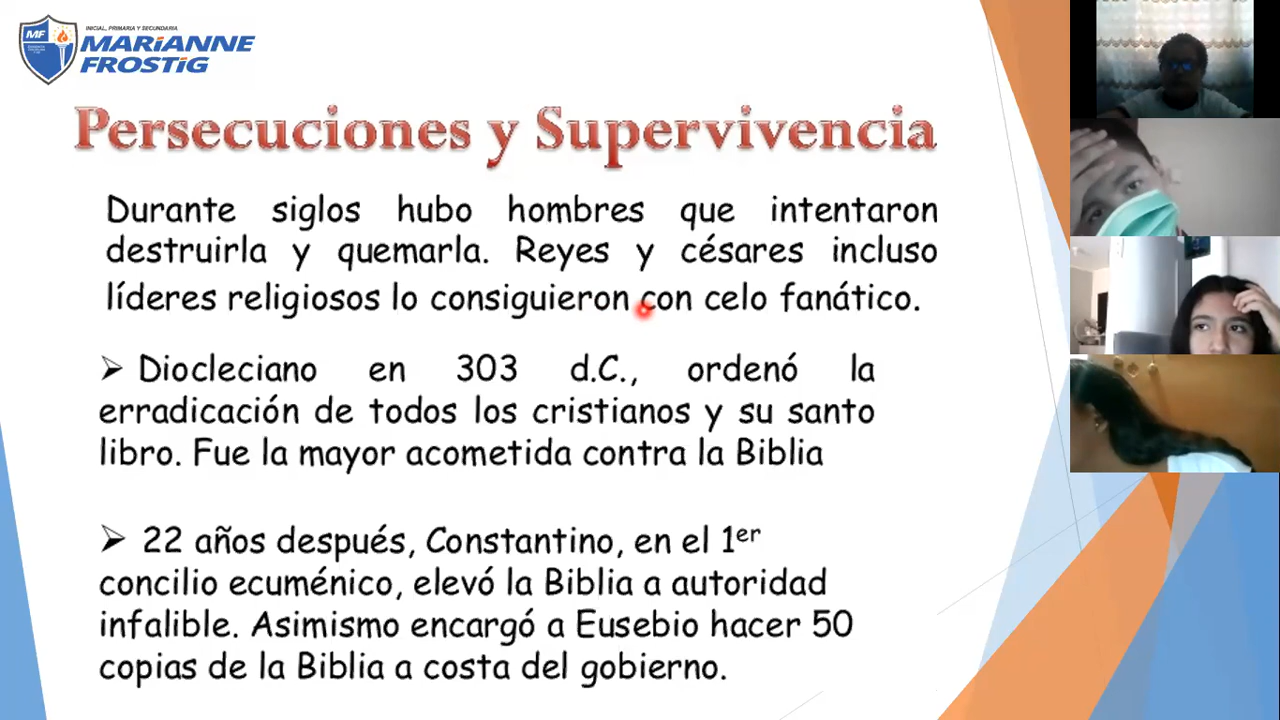 MF
INICIAL, PRIMARIA Y SECUNDARIA
MARiANNE
FROSTiG
Persecuciones y Supervivencia
Durante siglos hubo hombres que intentaron
destruirla y quemarla. Reyes y césares incluso
líderes religiosos lo consiguieron con celo fanático.
➢ Diocleciano en 303 d.C., ordenó la
erradicación de todos los cristianos y su santo
libro. Fue la mayor acometida contra la Biblia
➢ 22 años después, Constantino, en el 1er
concilio ecuménico, elevó la Biblia a autoridad
infalible. Asimismo encargó a Eusebio hacer 50
copias de la Biblia a costa del gobierno.